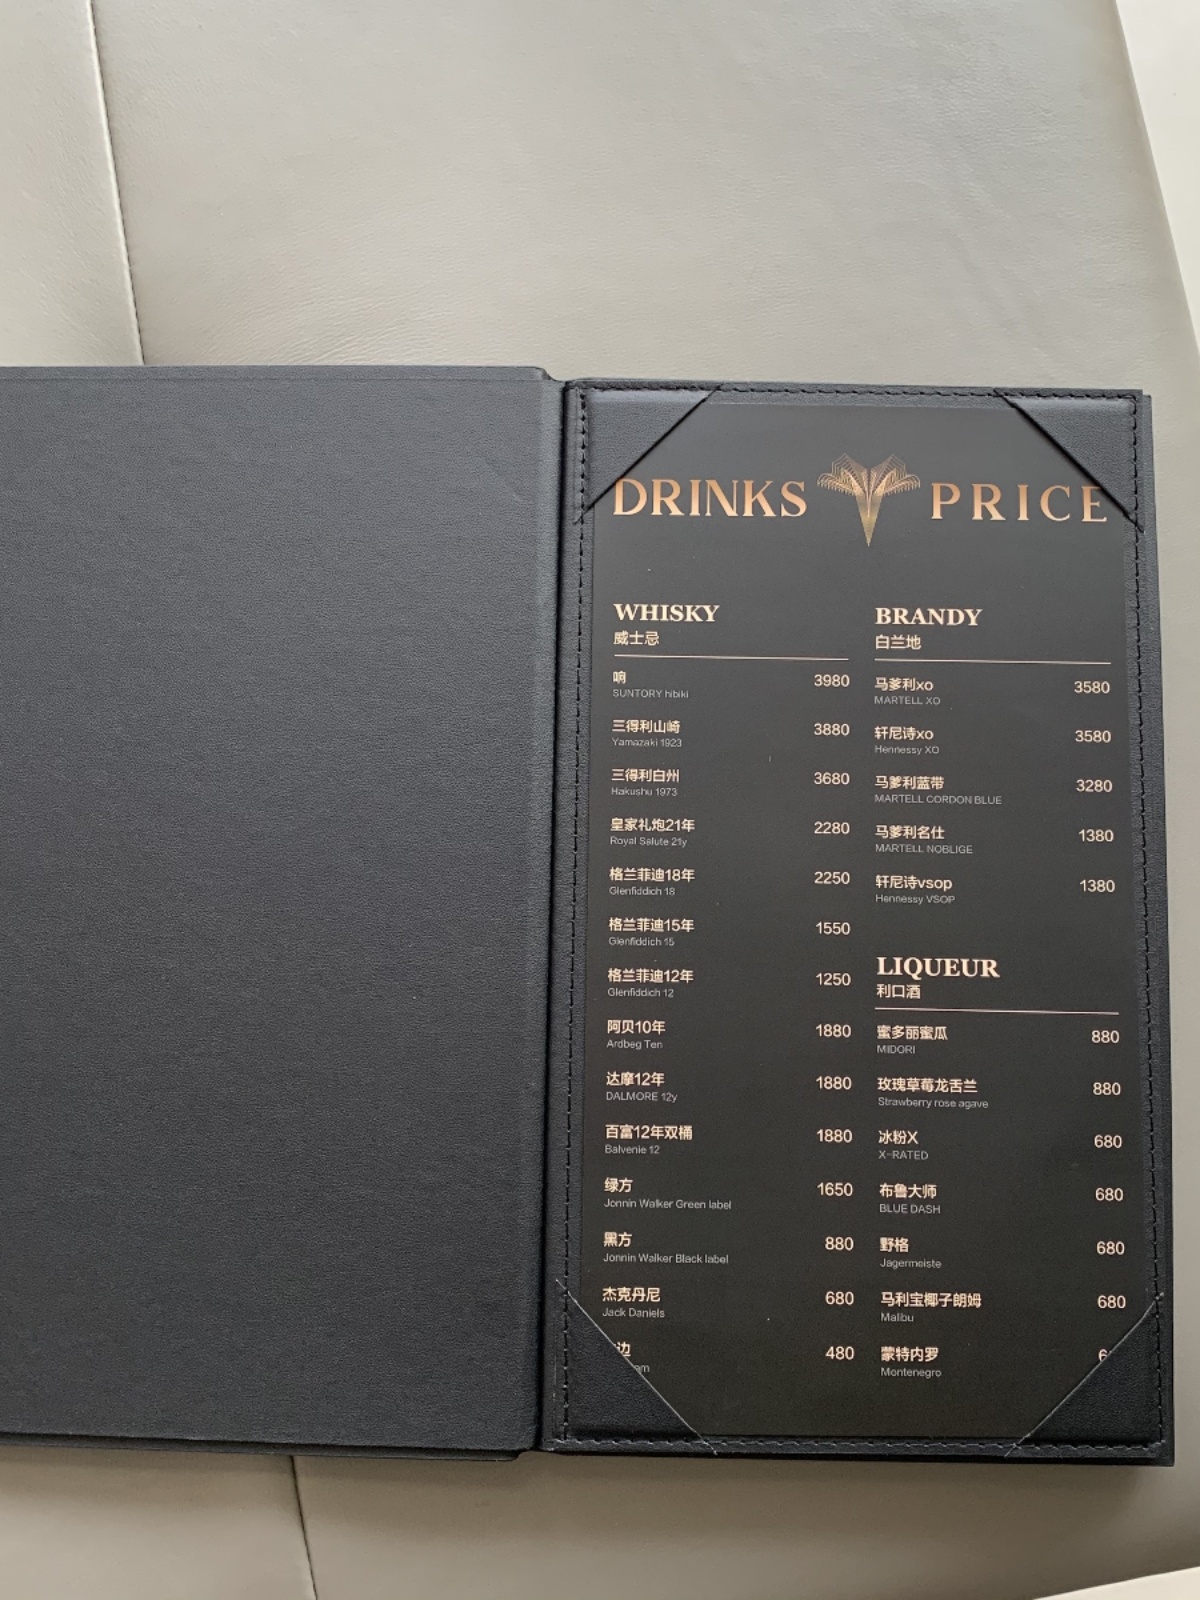 DRINKS PRICE
WHISKY
威士忌
响 3980
SUNTORY hibiki
三得利山崎 3880
Yamazaki 1923
三得利白州 3680
Hakushu 1973
皇家礼炮21年 2280
Royal Salute 21y
格兰菲迪18年 2250
Glenfiddich 18
格兰菲迪15年 1550
Glenfiddich 15
格兰菲迪12年 1250
Glenfiddich 12
阿贝10年 1880
Ardbeg Ten
达摩12年 1880
DALMORE 12y
百富12年双桶 1880
Balvenie 12
绿方 1650
Jonnin Walker Green label
黑方 880
Jonnin Walker Black label
杰克丹尼 680
Jack Daniels
边 480
BRANDY
白兰地
马爹利xo 3580
MARTELL XO
轩尼诗xo 3580
Hennessy XO
马爹利蓝带 3280
MARTELL CORDON BLUE
马爹利名仕 1380
MARTELL NOBLIGE
轩尼诗vsop 1380
Hennessy VSOP
LIQUEUR
利口酒
蜜多丽蜜瓜 880
MIDORI
玫瑰草莓龙舌兰 880
Strawberry rose agave
冰粉X 680
X-RATED
布鲁大师 680
BLUE DASH
野格 680
Jagermeiste
马利宝椰子朗姆 680
Malibu
蒙特内罗
Montenegro